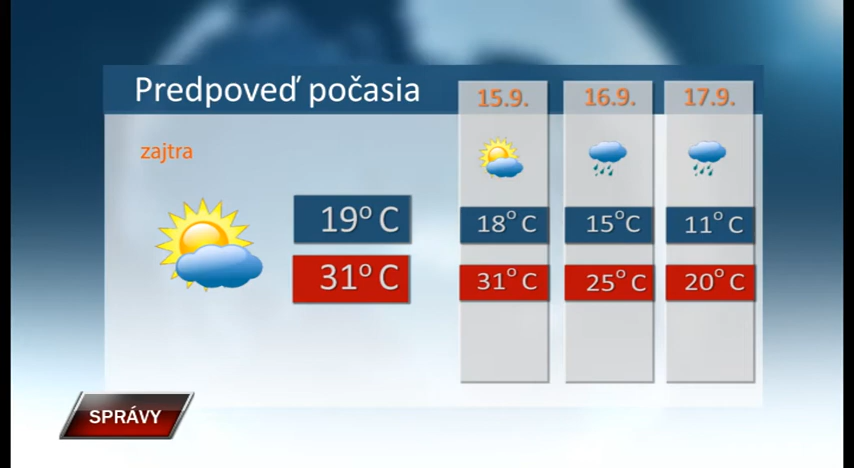 Predpoveď počasia
zajtra
19° C
31° C
15.9. 16.9. 17.9.
18° C 15°C 11° C
31° C 25° C 20° C
SPRÁVY